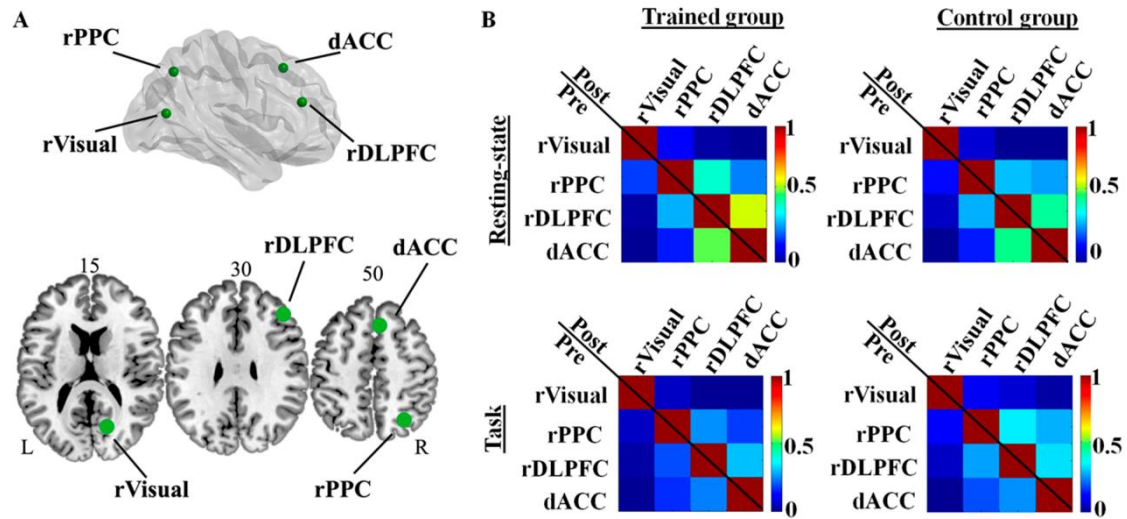 A
rPPC
dACC
rVisual
rDLPFC
15
30
50
rDLPFC
dACC
L
R
rVisual
rPPC
B
Trained group
Control group
Resting-state
Post
Pre
rVisual
rPPC
rDLPFC
dACC
rVisual
rPPC
rDLPFC
dACC
1
0.5
0
Post
Pre
rVisual
rPPC
rDLPFC
dACC
rVisual
rPPC
rDLPFC
dACC
1
0.5
0
Task
Post
Pre
rVisual
rPPC
rDLPFC
dACC
rVisual
rPPC
rDLPFC
dACC
1
0.5
0
Post
Pre
rVisual
rPPC
rDLPFC
dACC
rVisual
rPPC
rDLPFC
dACC
1
0.5
0